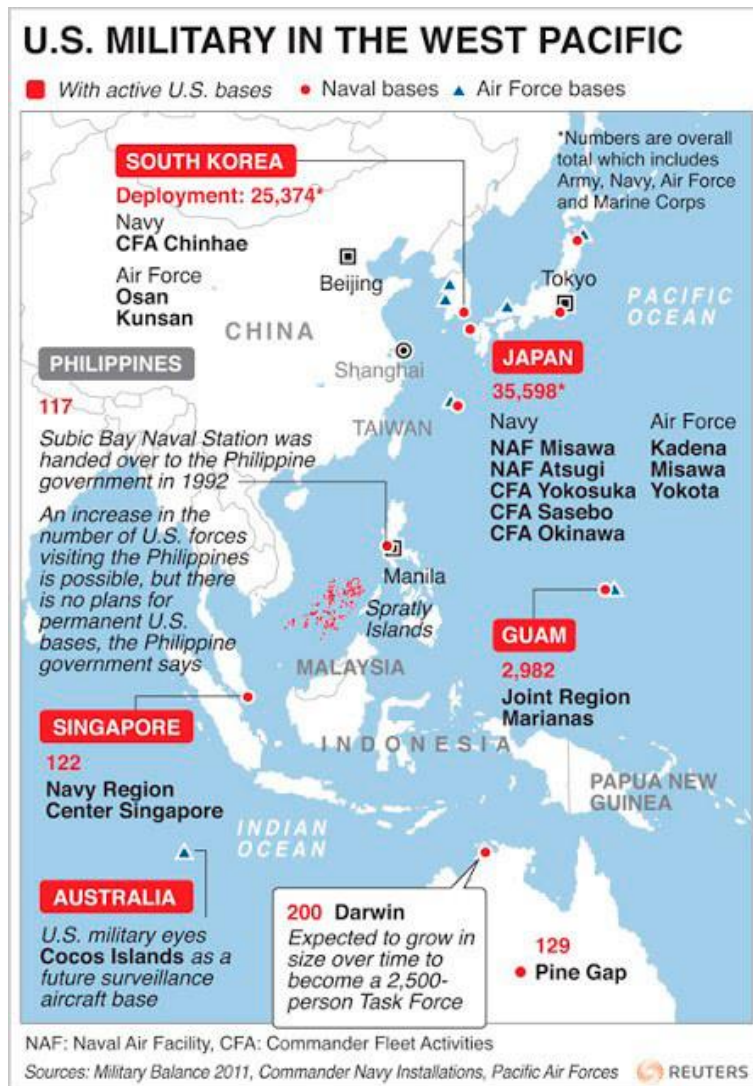 U.S. MILITARY IN THE WEST PACIFIC
With active U.S. bases
Naval bases
Air Force bases
*Numbers are overall
total which includes
Army, Navy, Air Force
and Marine Corps
SOUTH KOREA
Deployment: 25,374*
Navy
CFA Chinhae
Air Force
Osan
Kunsan
Beijing
Tokyo
PACIFIC
OCEAN
CHINA
Shanghai
TAIWAN
PHILIPPINES
117
Subic Bay Naval Station was
handed over to the Philippine
government in 1992
An increase in the
number of U.S. forces
visiting the Philippines
is possible, but there
is no plans for
permanent U.S.
bases, the Philippine
government says
JAPAN
35,598*
Navy
NAF Misawa
NAF Atsugi
CFA Yokosuka
CFA Sasebo
CFA Okinawa
Air Force
Kadena
Misawa
Yokota
Manila
Spratly
Islands
MALAYSIA
GUAM
2,982
Joint Region
Marianas
SINGAPORE
122
Navy Region
Center Singapore
INDONESIA
PAPUA NEW
GUINEA
INDIAN
OCEAN
AUSTRALIA
U.S. military eyes
Cocos Islands as a
future surveillance
aircraft base
200 Darwin
Expected to grow in
size over time to
become a 2,500-
person Task Force
129
Pine Gap
NAF: Naval Air Facility, CFA: Commander Fleet Activities
Sources: Military Balance 2011, Commander Navy Installations, Pacific Air Forces
REUTERS